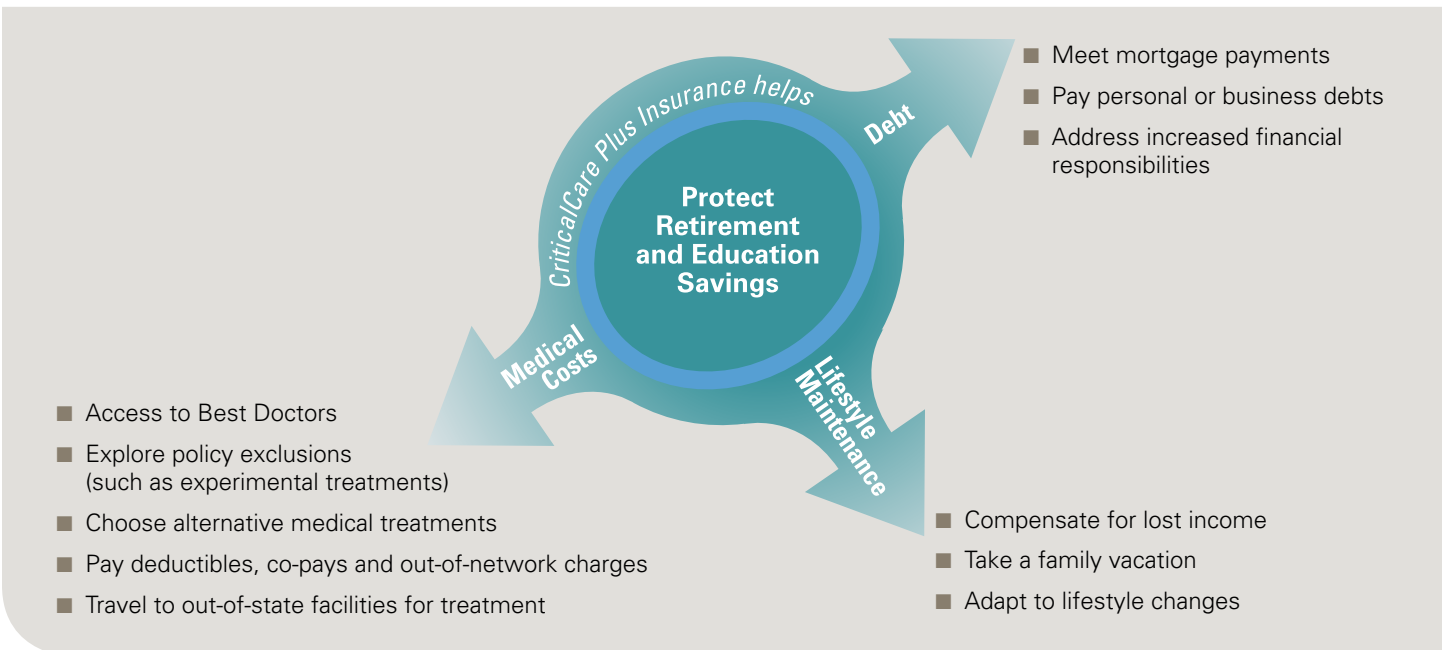 CriticalCare Plus Insurance helps
Protect
Retirement
and Education
Savings
Debt
■ Meet mortgage payments
■ Pay personal or business debts
■ Address increased financial
responsibilities
Medical
Costs
■ Access to Best Doctors
■ Explore policy exclusions
(such as experimental treatments)
■ Choose alternative medical treatments
■ Pay deductibles, co-pays and out-of-network charges
■ Travel to out-of-state facilities for treatment
Lifestyle
Maintenance
■ Compensate for lost income
■ Take a family vacation
■ Adapt to lifestyle changes